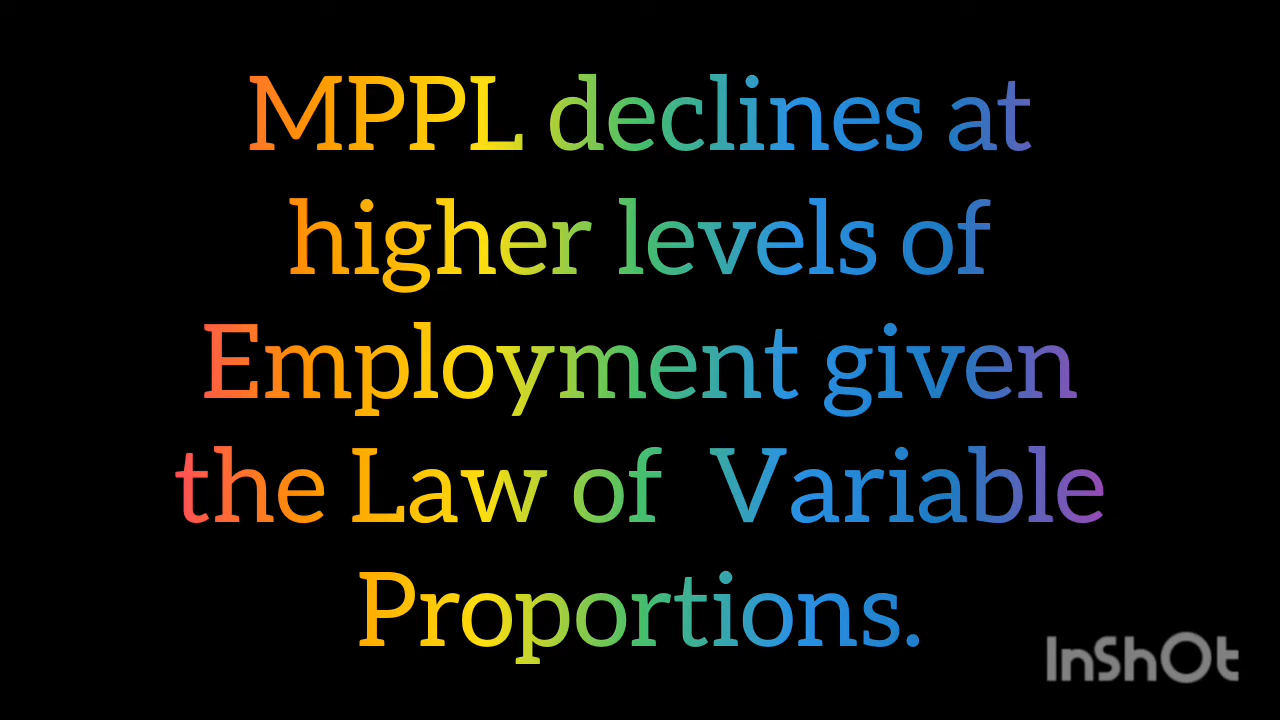 MPPL declines at
higher levels of
Employment given
the Law of Variable
Proportions.
InShOt